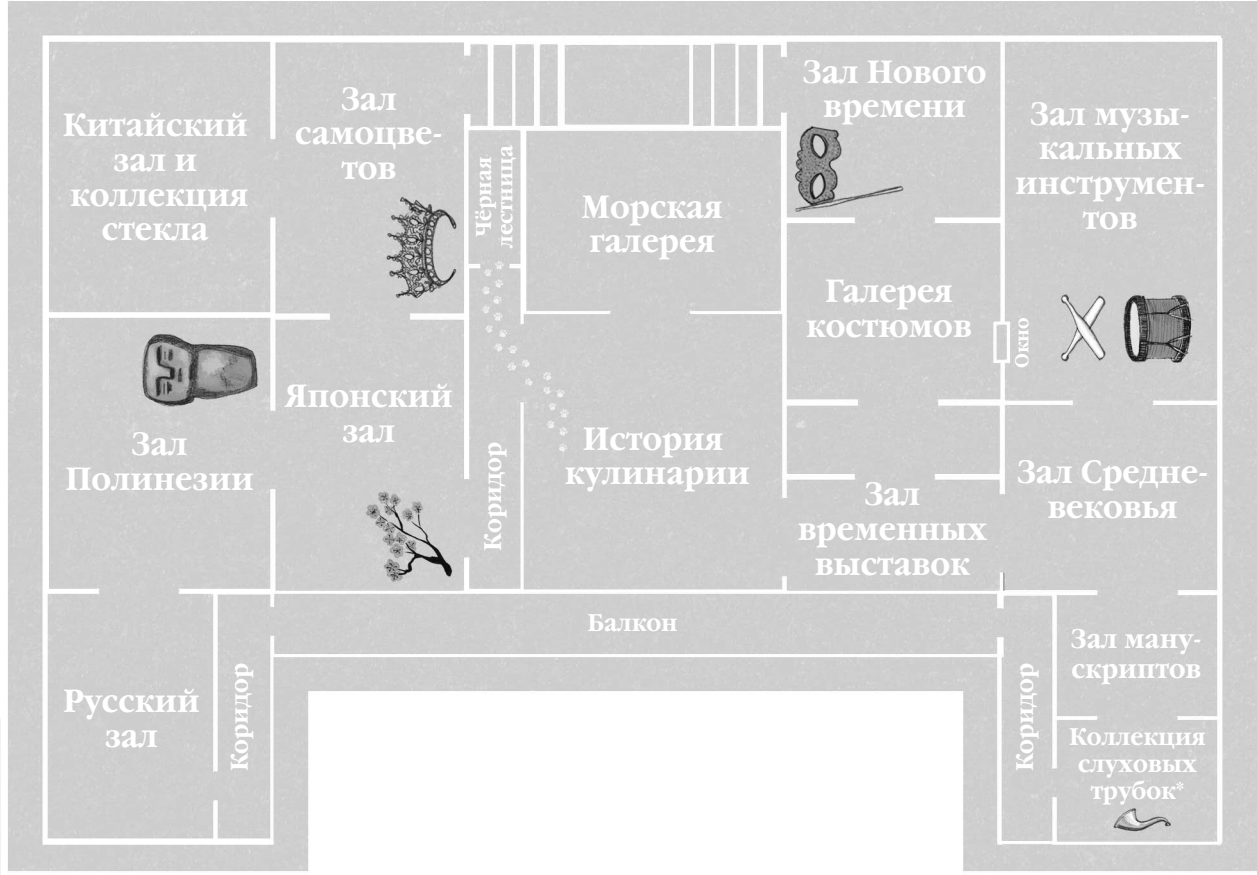 Китайский
зал и
коллекция
стекла
Зал
самоцве-
тов
Чёрная
лестница
Морская
галерея
Зал Нового
времени
Зал музы-
кальных
инструмен-
тов
Галерея
костюмов
Окно
Зал
Полинезии
Японский
зал
Коридор
История
кулинарии
Зал
временных
выставок
Зал Средне-
вековья
Балкон
Русский
зал
Коридор
Коридор
Зал ману-
скриптов
Коллекция
слуховых
трубок*